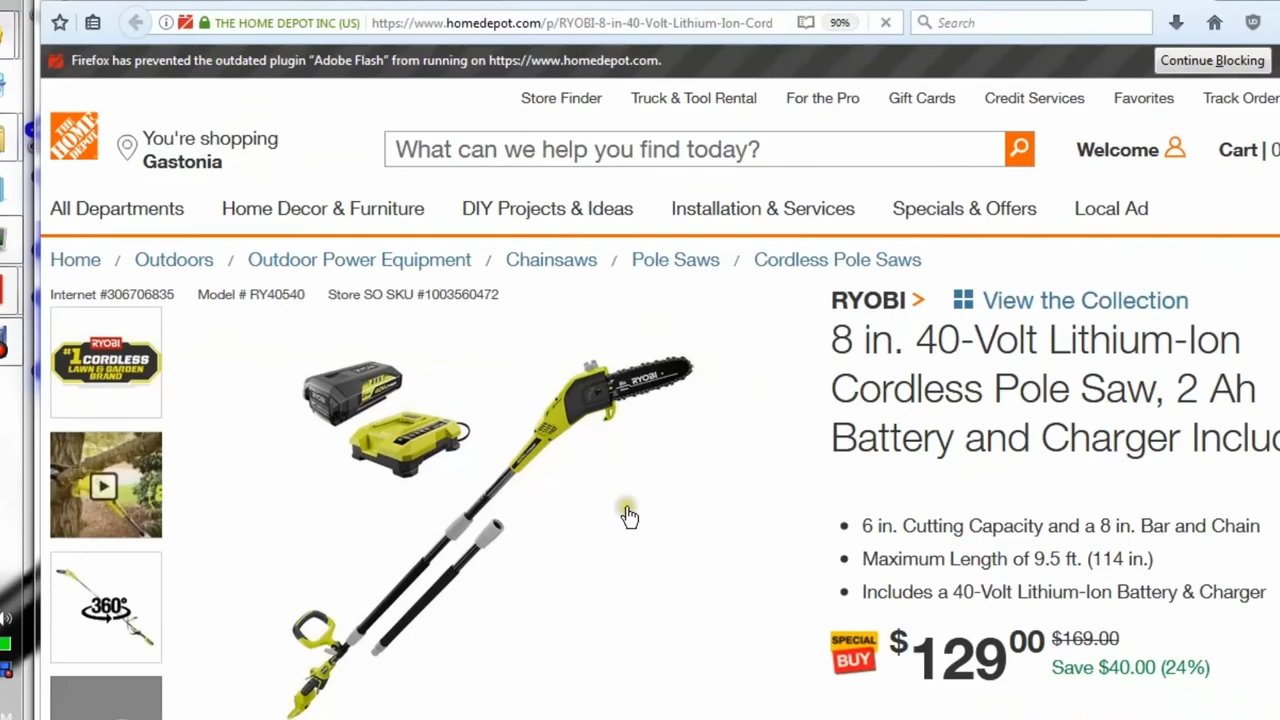 THE HOME DEPOT INC (US)
https://www.homedepot.com/p/RYOBI-8-in-40-Volt-Lithium-Ion-Cord
90%
Search
Firefox has prevented the outdated plugin “Adobe Flash” from running on https://www.homedepot.com.
Continue Blocking
Store Finder
Truck & Tool Rental
For the Pro
Gift Cards
Credit Services
Favorites
Track Order
THE HOME DEPOT
You're shopping
Gastonia
What can we help you find today?
Welcome
Cart | 0
All Departments
Home Decor & Furniture
DIY Projects & Ideas
Installation & Services
Specials & Offers
Local Ad
Home / Outdoors / Outdoor Power Equipment / Chainsaws / Pole Saws / Cordless Pole Saws
Internet #306706835
Model # RY40540
Store SO SKU #1003560472
RYOBI
#1 CORDLESS
LAWN & GARDEN
BRAND
360°
RYOBI
RYOBI >
View the Collection
8 in. 40-Volt Lithium-Ion
Cordless Pole Saw, 2 Ah
Battery and Charger Inclu
6 in. Cutting Capacity and a 8 in. Bar and Chain
Maximum Length of 9.5 ft. (114 in.)
Includes a 40-Volt Lithium-Ion Battery & Charger
SPECIAL
BUY
$129.00
$169.00
Save $40.00 (24%)